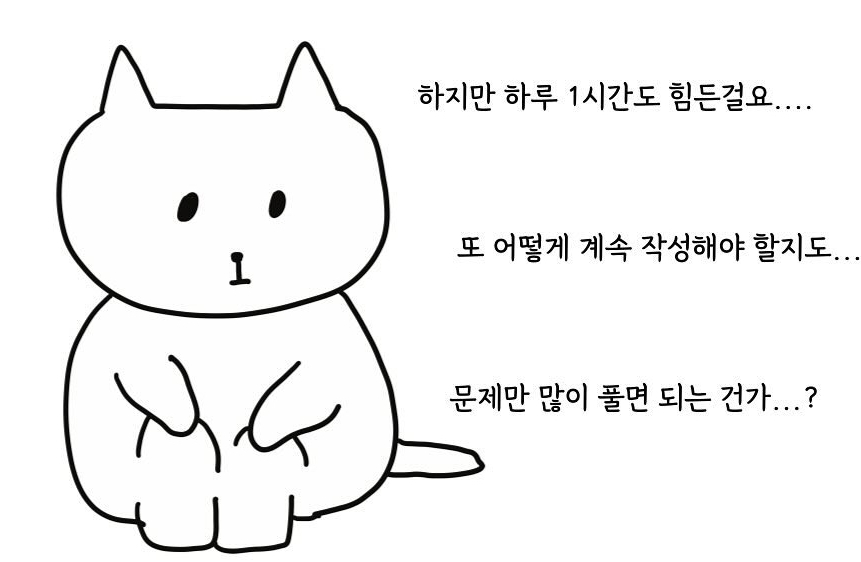 하지만 하루 1시간도 힘든걸요....
또 어떻게 계속 작성해야 할지도...
문제만 많이 풀면 되는 건가...?